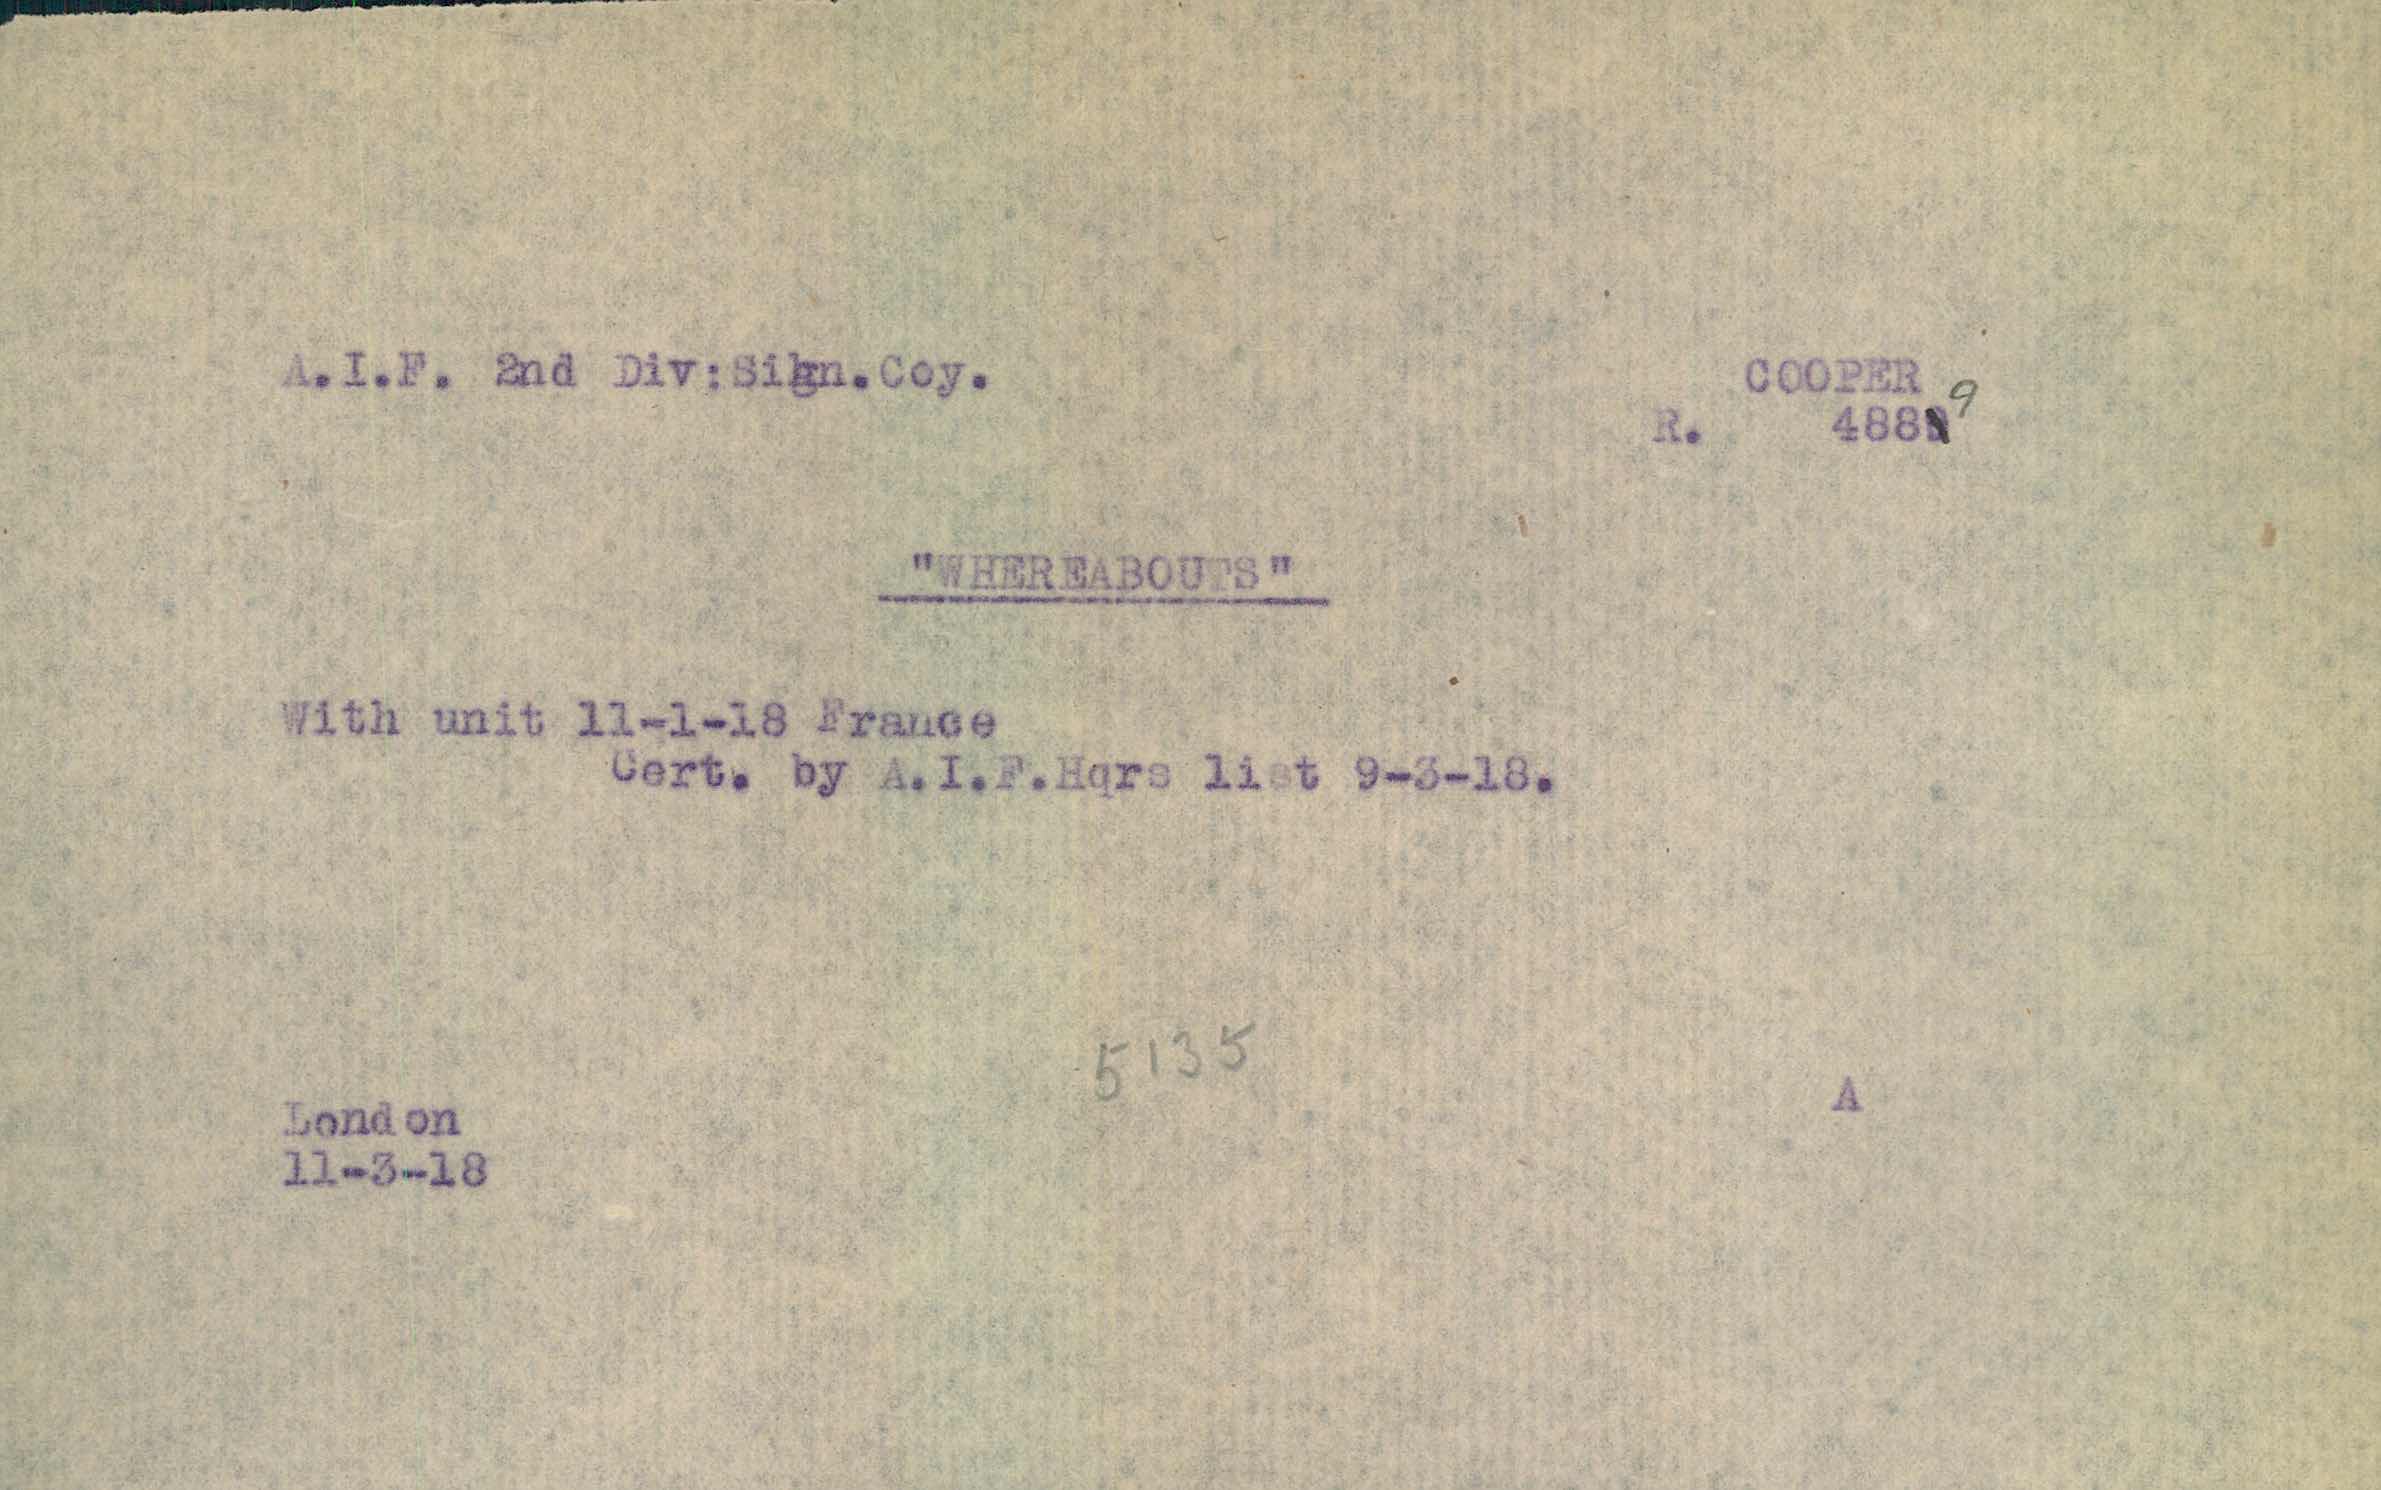 A.I.F. 2nd Div:Sign.Coy.
COOPER
R. 4889
"WHEREABOUTS"
With unit 11-1-18 France
Cert. by A.I.F.Hqrs list 9-3-18.
5135
A
London
11-3-18